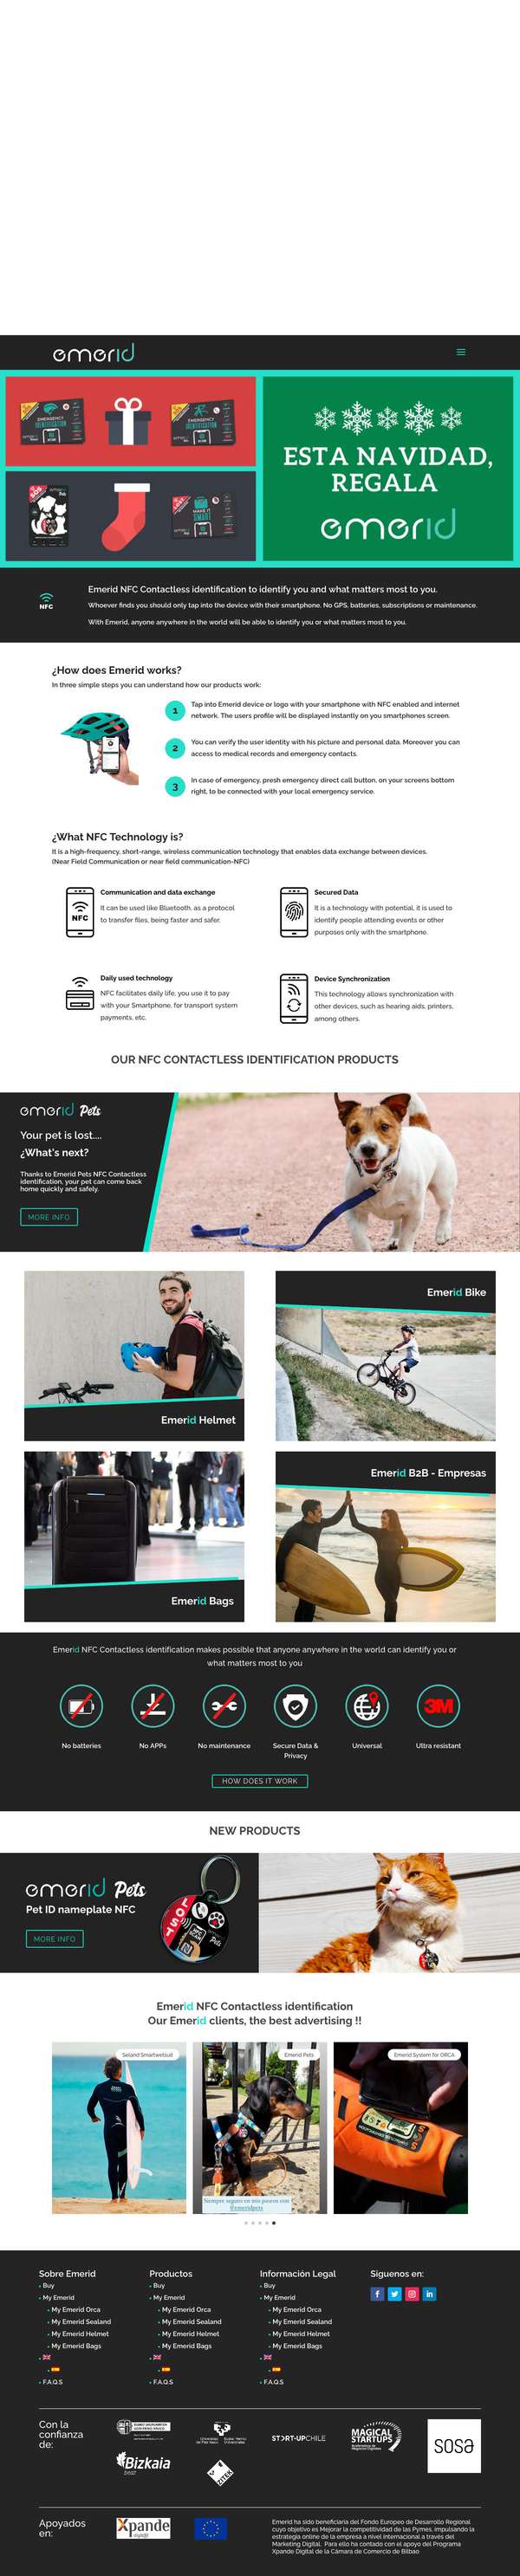 emerid
ESTA NAVIDAD,
REGALA
emerid
NFC
Emerid NFC Contactless identification to identify you and what matters most to you.
Whoever finds you should only tap into the device with their smartphone. No GPS, batteries, subscriptions or maintenance.
With Emerid, anyone anywhere in the world will be able to identify you or what matters most to you.
¿How does Emerid works?
In three simple steps you can understand how our products work:
1
Tap into Emerid device or logo with your smartphone with NFC enabled and internet
network. The users profile will be displayed instantly on you smartphones screen.
2
You can verify the user identity with his picture and personal data. Moreover you can
access to medical records and emergency contacts.
3
In case of emergency, presh emergency direct call button, on your screens bottom
right, to be connected with your local emergency service.
¿What NFC Technology is?
It is a high-frequency, short-range, wireless communication technology that enables data exchange between devices.
(Near Field Communication or near field communication-NFC)
NFC
Communication and data exchange
It can be used like Bluetooth, as a protocol
to transfer files, being faster and safer.
Secured Data
It is a technology with potential, it is used to
identify people attending events or other
purposes only with the smartphone.
Daily used technology
NFC facilitates daily life, you use it to pay
with your Smartphone, for transport system
payments, etc.
Device Synchronization
This technology allows synchronization with
other devices, such as hearing aids, printers,
among others.
OUR NFC CONTACTLESS IDENTIFICATION PRODUCTS
emerid Pets
Your pet is lost....
¿What's next?
Thanks to Emerid Pets NFC Contactless
identification, your pet can come back
home quickly and safely.
MORE INFO
Emerid Helmet
Emerid Bike
Emerid Bags
Emerid B2B - Empresas
Emerid NFC Contactless identification makes possible that anyone anywhere in the world can identify you or
what matters most to you
3M
No batteries
No APPs
No maintenance
Secure Data &
Privacy
Universal
Ultra resistant
HOW DOES IT WORK
NEW PRODUCTS
emerid Pets
Pet ID nameplate NFC
MORE INFO
LOST
Pets
Emerid NFC Contactless identification
Our Emerid clients, the best advertising !!
Seland Smartwetsuit
Emerid Pets
Siempre seguro en mis paseos con
@emeridpets
Emerid System for ORCA
Sobre Emerid
Buy
My Emerid
My Emerid Orca
My Emerid Sealand
My Emerid Helmet
My Emerid Bags
F.A.Q.S
Productos
Buy
My Emerid
My Emerid Orca
My Emerid Sealand
My Emerid Helmet
My Emerid Bags
F.A.Q.S
Información Legal
Buy
My Emerid
My Emerid Orca
My Emerid Sealand
My Emerid Helmet
My Emerid Bags
F.A.Q.S
Siguenos en:
Con la
confianza
de:
Bizkaia
beaz
START-UPCHILE
MAGICAL
STARTUPS
SOSA
Apoyados
en:
Xpande
Digital
Emerid ha sido beneficiaria del Fondo Europeo de Desarrollo Regional
cuyo objetivo es Mejorar la competitividad de las Pymes, impulsando la
estrategia online de la empresa a nivel internacional a través del
Marketing Digital. Para ello ha contado con el apoyo del Programa
Xpande Digital de la Cámara de Comercio de Bilbao